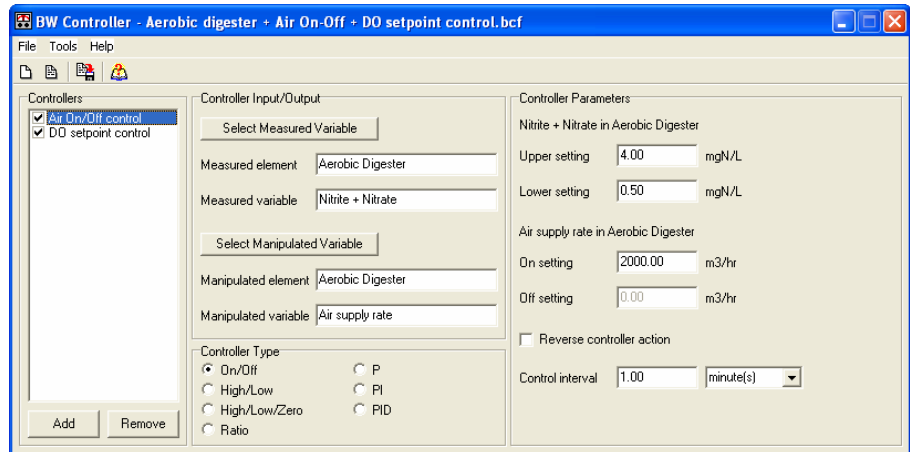 BW Controller - Aerobic digester + Air On-Off + DO setpoint control.bcf
File Tools Help
Controllers
Air On/Off control
DO setpoint control
Add Remove
Controller Input/Output
Select Measured Variable
Measured element Aerobic Digester
Measured variable Nitrite + Nitrate
Select Manipulated Variable
Manipulated element Aerobic Digester
Manipulated variable Air supply rate
Controller Type
On/Off P
High/Low PI
High/Low/Zero PID
Ratio
Controller Parameters
Nitrite + Nitrate in Aerobic Digester
Upper setting 4.00 mgN/L
Lower setting 0.50 mgN/L
Air supply rate in Aerobic Digester
On setting 2000.00 m3/hr
Off setting 0.00 m3/hr
Reverse controller action
Control interval 1.00 minute(s)